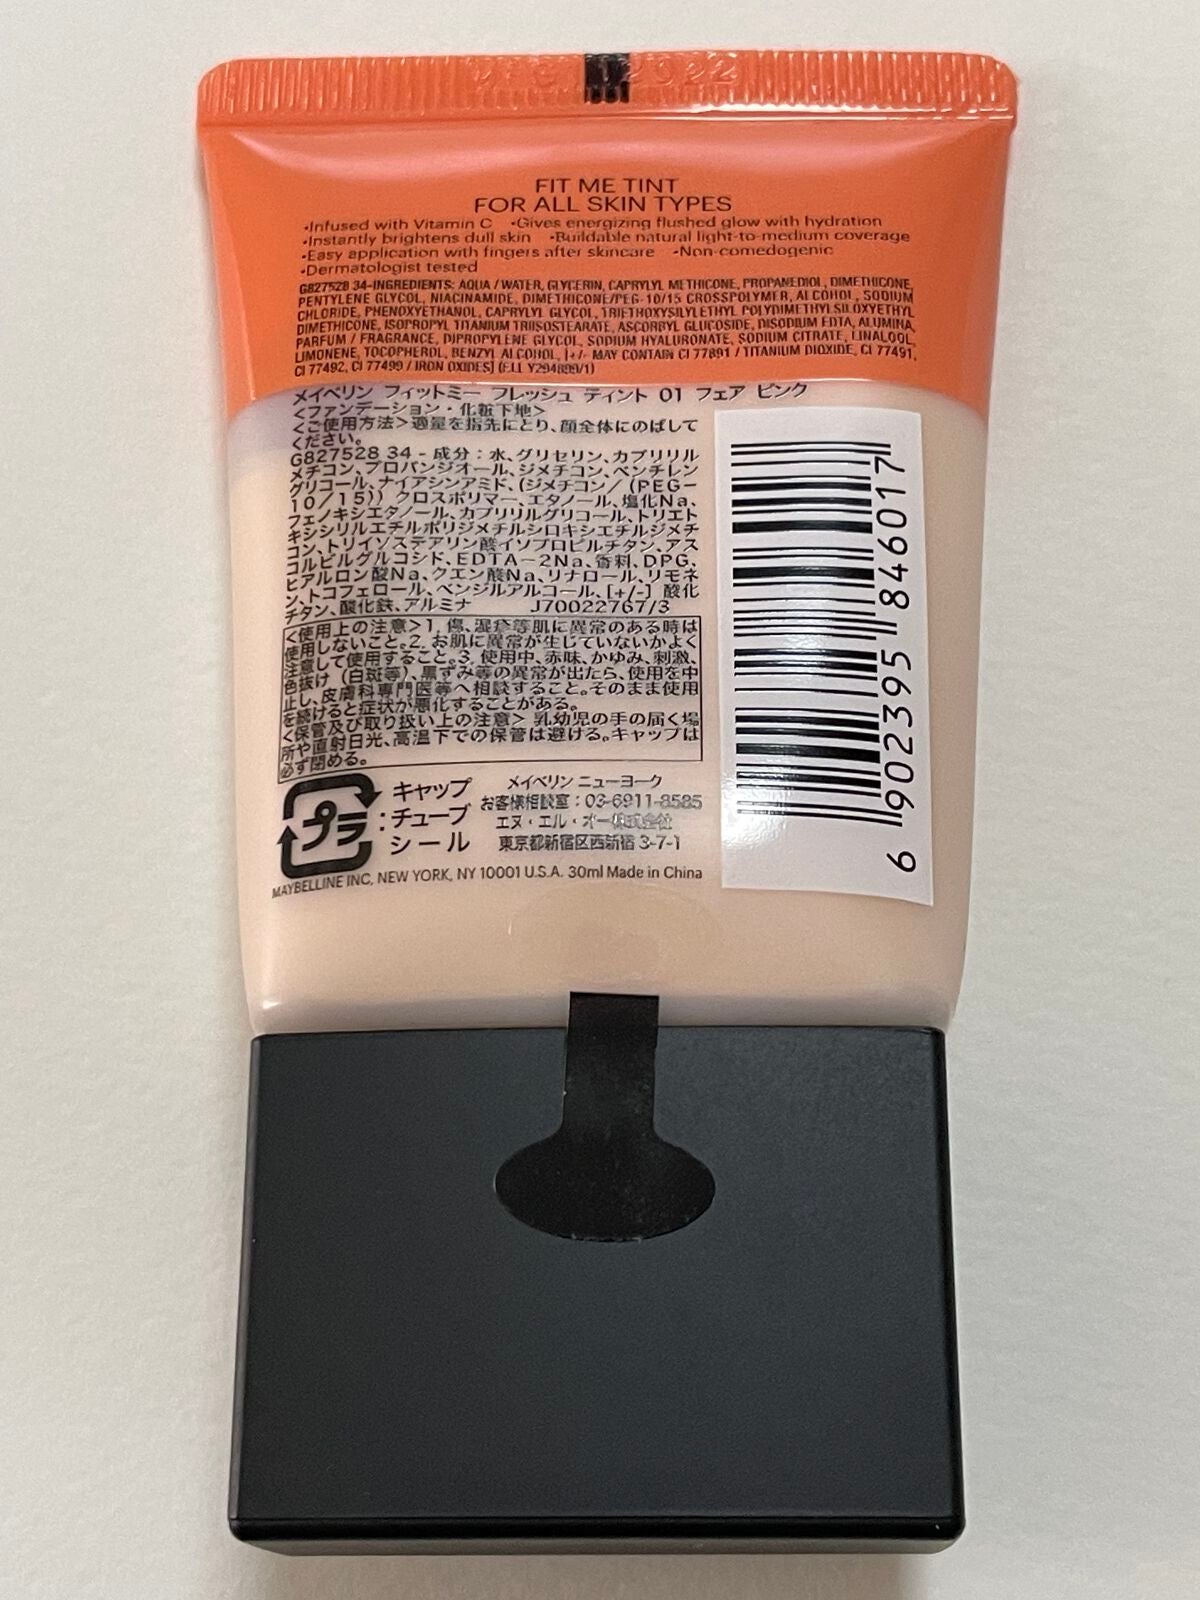 2022
FIT ME TINT
FOR ALL SKIN TYPES
•Infused with Vitamin C •Gives energizing flushed glow with hydration
•Instantly brightens dull skin •Buildable natural light-to-medium coverage
•Easy application with fingers after skincare •Non-comedogenic
•Dermatologist tested
G827528 34-INGREDIENTS: AQUA / WATER, GLYCERIN, CAPRYLYL METHICONE, PROPANEDIOL, DIMETHICONE,
PENTYLENE GLYCOL, NIACINAMIDE, DIMETHICONE/PEG-10/15 CROSSPOLYMER, ALCOHOL, SODIUM
CHLORIDE, PHENOXYETHANOL, CAPRYLYL GLYCOL, TRIETHOXYSILYLETHYL POLYDIMETHYLSILOXYETHYL
DIMETHICONE, ISOPROPYL TITANIUM TRIISOSTEARATE, ASCORBYL GLUCOSIDE, DISODIUM EDTA, ALUMINA,
PARFUM / FRAGRANCE, DIPROPYLENE GLYCOL, SODIUM HYALURONATE, SODIUM CITRATE, LINALOOL,
LIMONENE, TOCOPHEROL, BENZYL ALCOHOL, [+/- MAY CONTAIN CI 77891 / TITANIUM DIOXIDE, CI 77491,
CI 77492, CI 77499 / IRON OXIDES] (F.I.L Y294899/1)
メイベリン フィットミー フレッシュ ティント 01 フェア ピンク
<ファンデーション・化粧下地>
<ご使用方法>適量を指先にとり、顔全体にのばして
ください。
G827528 34 - 成分：水、グリセリン、カプリリル
メチコン、プロパンジオール、ジメチコン、ペンチレン
グリコール、ナイアシンアミド、(ジメチコン/ (PEG-
10/15)) クロスポリマー、エタノール、塩化Na、
フェノキシエタノール、カプリリルグリコール、トリエト
キシシリルエチルポリジメチルシロキシエチルジメチ
コン、トリイソステアリン酸イソプロピルチタン、アス
コルビルグルコシド、EDTA-2Na、香料、DPG、
ヒアルロン酸Na、クエン酸Na、リナロール、リモネ
ン、トコフェロール、ベンジルアルコール、[+/-] 酸化
チタン、酸化鉄、アルミナ J70022767/3
<使用上の注意>1. 傷、湿疹等肌に異常のある時は
使用しないこと。2. お肌に異常が生じていないかよく
注意して使用すること。3. 使用中、赤味、かゆみ、刺激、
色抜け (白斑等)、黒ずみ等の異常が出たら、使用を中
止し、皮膚科専門医等へ相談すること。そのまま使用
を続けると症状が悪化することがある。
<保管及び取り扱い上の注意> 乳幼児の手の届く場
所や直射日光、高温下での保管は避ける。キャップは
必ず閉める。
プラ
:キャップ
チューブ
シール
メイベリン ニューヨーク
お客様相談室：03-6911-8585
エヌ・エル・オー株式会社
東京都新宿区西新宿 3-7-1
MAYBELLINE INC, NEW YORK, NY 10001 U.S.A. 30ml Made in China
6 902395 846017